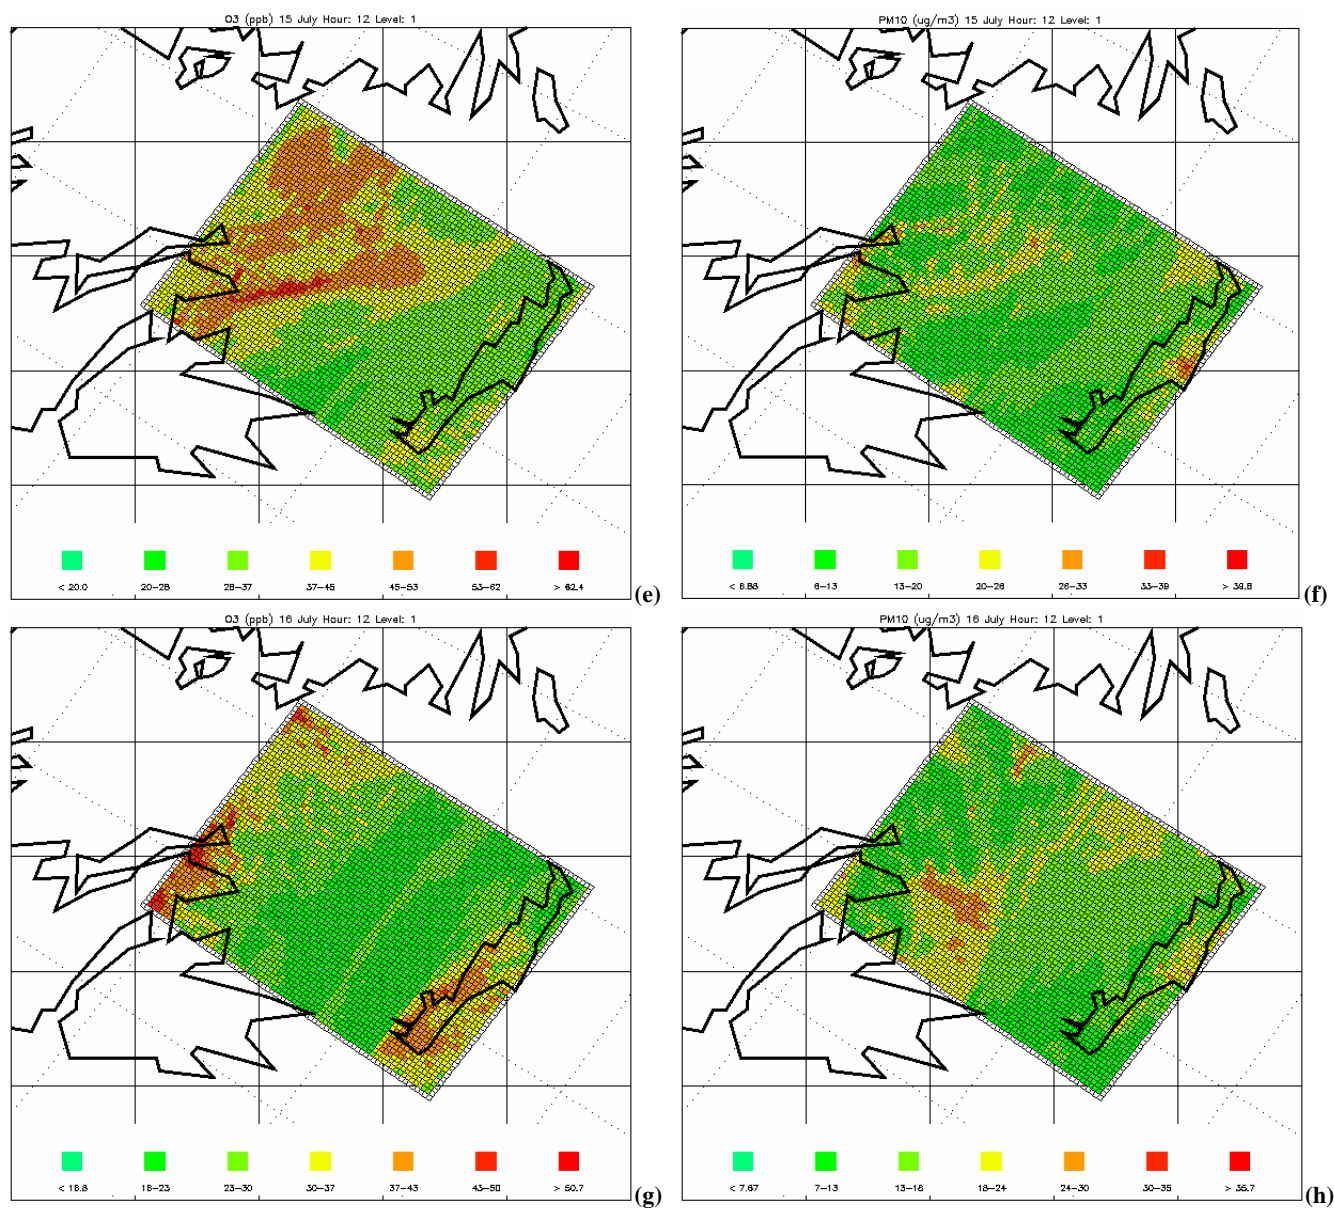 O3 (ppb) 15 July Hour: 12 Level: 1
< 20.0 20-28 28-37 37-45 45-53 53-62 > 62.4
(e)
PM10 (ug/m3) 15 July Hour: 12 Level: 1
< 6.88 6-13 13-20 20-26 26-33 33-39 > 39.8
(f)
O3 (ppb) 16 July Hour: 12 Level: 1
< 16.8 16-23 23-30 30-37 37-43 43-50 > 50.7
(g)
PM10 (ug/m3) 16 July Hour: 12 Level: 1
< 7.67 7-13 13-18 18-24 24-30 30-35 > 35.7
(h)